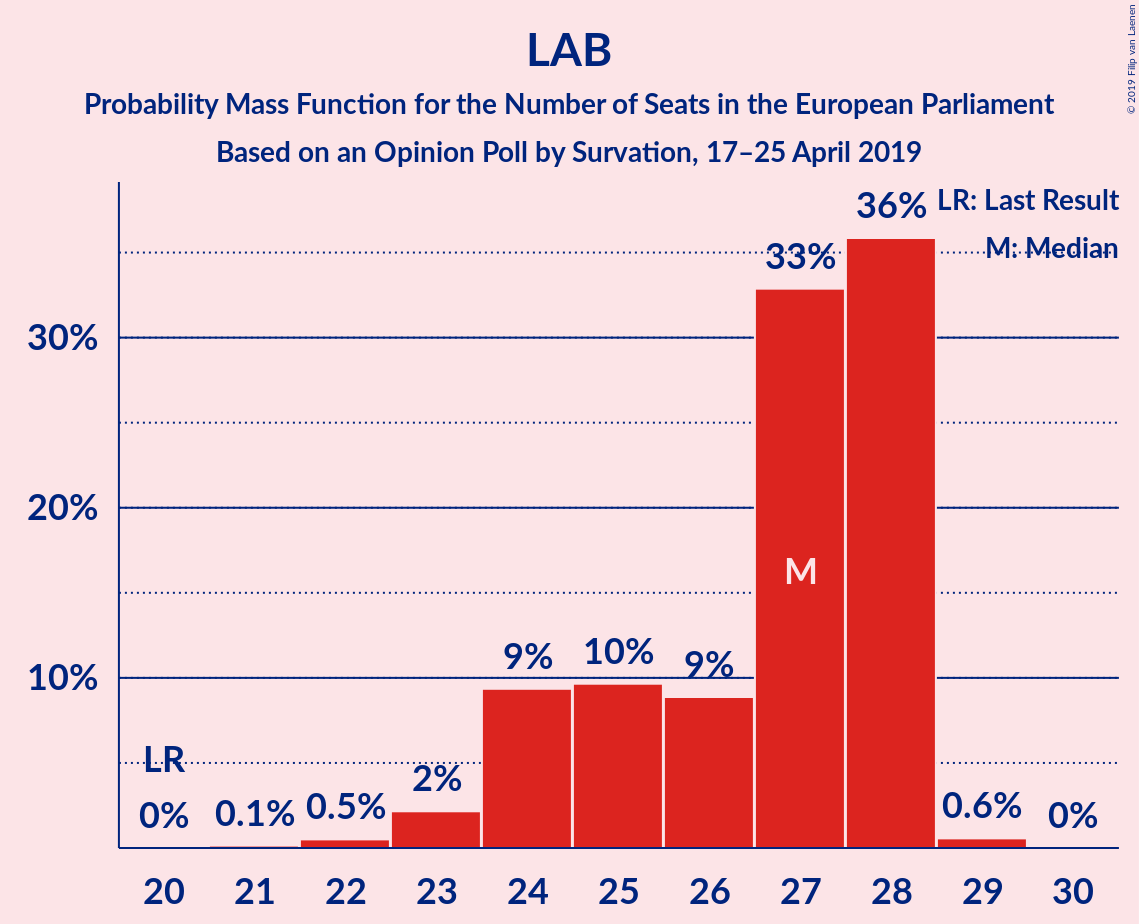 LAB
Probability Mass Function for the Number of Seats in the European Parliament
Based on an Opinion Poll by Survation, 17–25 April 2019
© 2019 Filip van Laenen
LR: Last Result
M: Median
36%
33%
30%
20%
M
10%
9%
10%
9%
LR
0%
0.1%
0.5%
2%
0.6%
0%
20 21 22 23 24 25 26 27 28 29 30